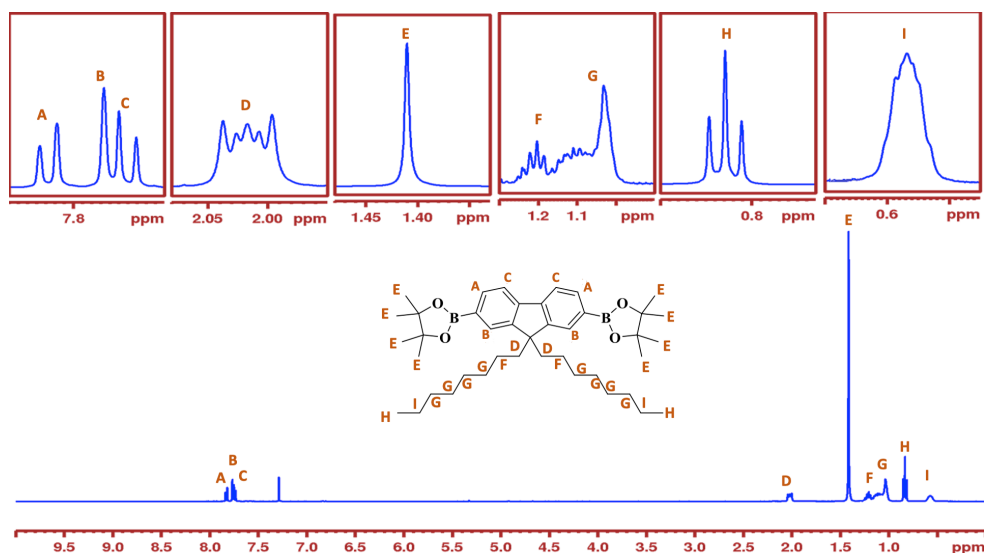 E H I
B G
A C D F
7.8 ppm 2.05 2.00 ppm 1.45 1.40 ppm 1.2 1.1 ppm 0.8 ppm 0.6 ppm
E
A C C A
E E
E O O E
B B
E O B B O E
E E
D D
G F F G
G G G G
G G
H I G G I H
E E
B H
A C D F G I
9.5 9.0 8.5 8.0 7.5 7.0 6.5 6.0 5.5 5.0 4.5 4.0 3.5 3.0 2.5 2.0 1.5 1.0 ppm